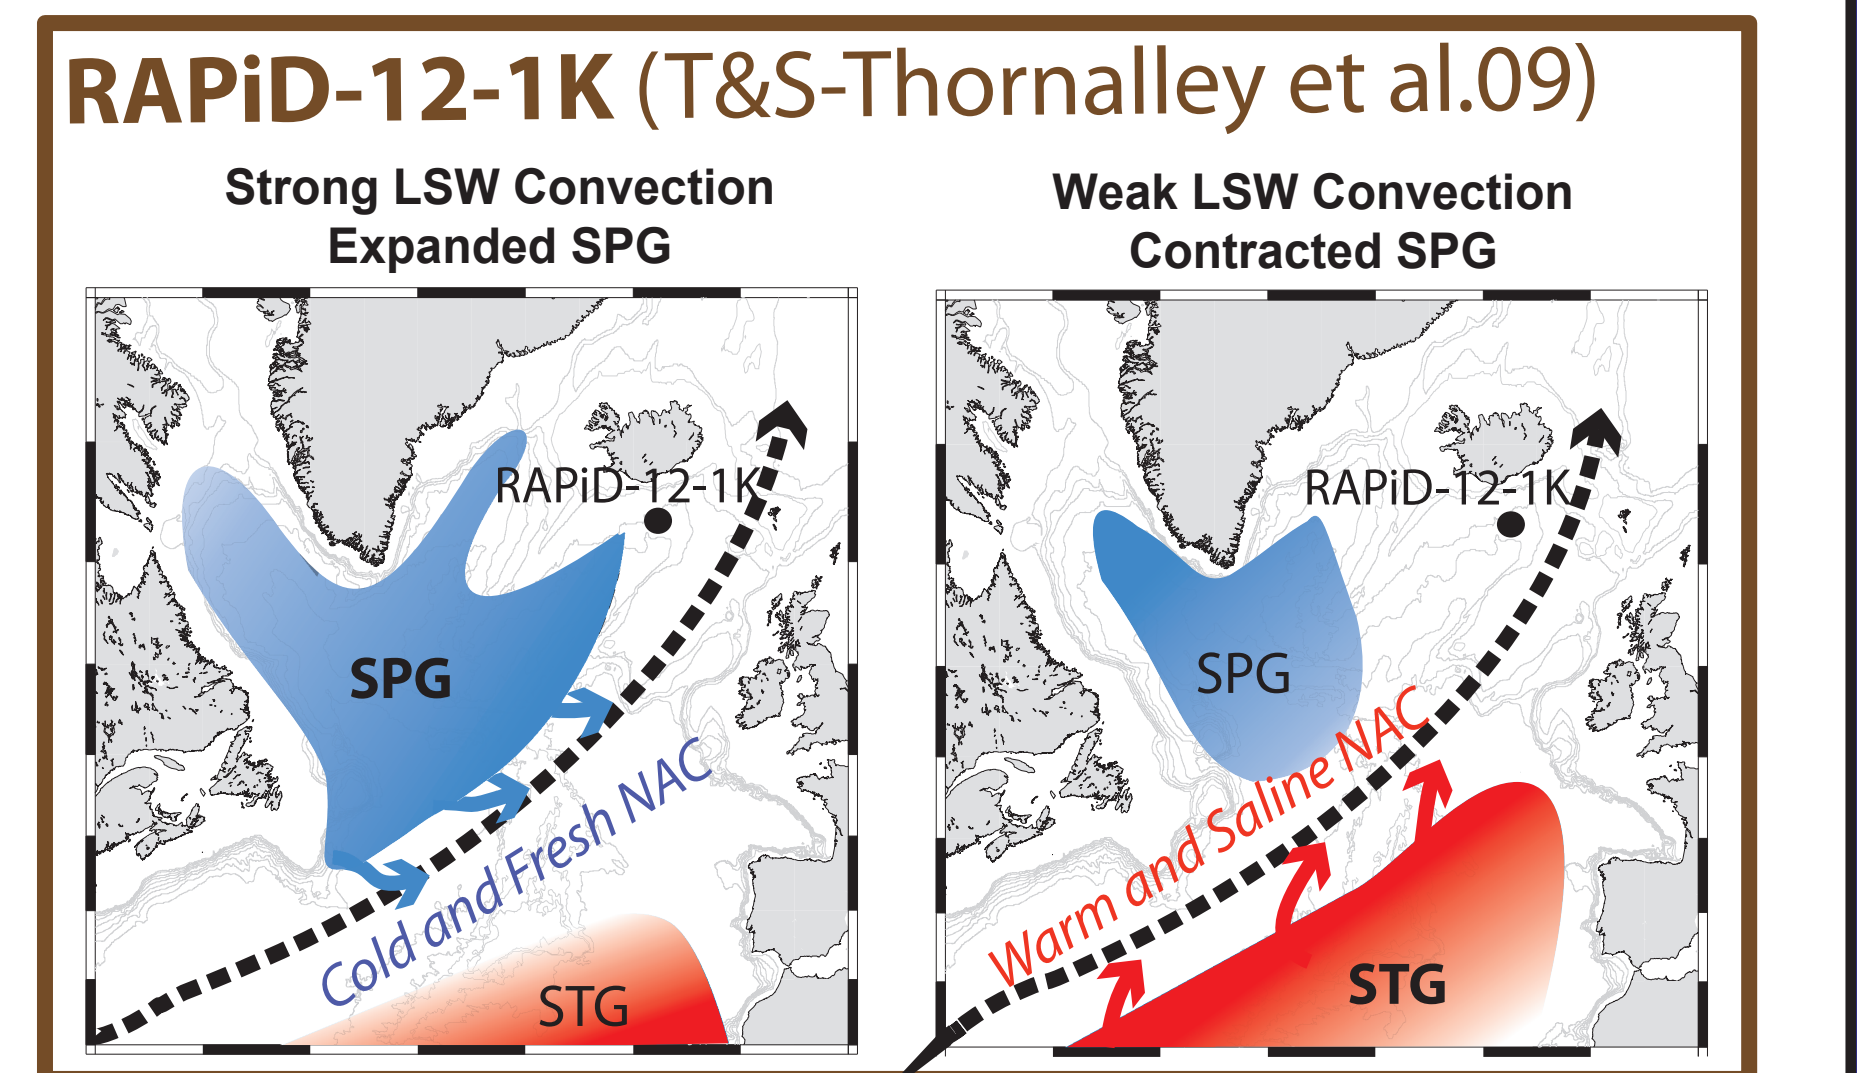 RAPiD-12-1K (T&S-Thornalley et al.09)
Strong LSW Convection
Expanded SPG
RAPiD-12-1K
SPG
Cold and Fresh NAC
STG
Weak LSW Convection
Contracted SPG
RAPiD-12-1K
SPG
Warm and Saline NAC
STG